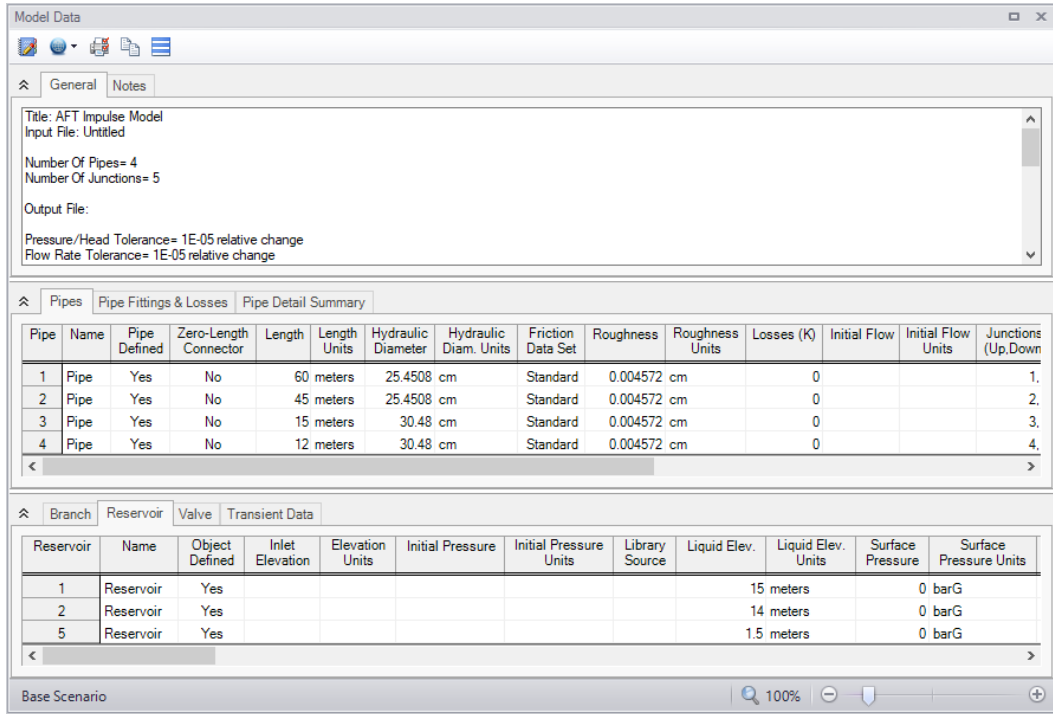 Model Data
General Notes
Title: AFT Impulse Model
Input File: Untitled
Number Of Pipes= 4
Number Of Junctions= 5
Output File:
Pressure/Head Tolerance= 1E-05 relative change
Flow Rate Tolerance= 1E-05 relative change
Pipes Pipe Fittings & Losses Pipe Detail Summary
Pipe Name Pipe Defined Zero-Length Connector Length Length Units Hydraulic Diameter Hydraulic Diam. Units Friction Data Set Roughness Roughness Units Losses (K) Initial Flow Initial Flow Units Junctions (Up,Down
1 Pipe Yes No 60 meters 25.4508 cm Standard 0.004572 cm 0 1,
2 Pipe Yes No 45 meters 25.4508 cm Standard 0.004572 cm 0 2,
3 Pipe Yes No 15 meters 30.48 cm Standard 0.004572 cm 0 3,
4 Pipe Yes No 12 meters 30.48 cm Standard 0.004572 cm 0 4,
Branch Reservoir Valve Transient Data
Reservoir Name Object Defined Inlet Elevation Elevation Units Initial Pressure Initial Pressure Units Library Source Liquid Elev. Liquid Elev. Units Surface Pressure Surface Pressure Units
1 Reservoir Yes 15 meters 0 barG
2 Reservoir Yes 14 meters 0 barG
5 Reservoir Yes 1.5 meters 0 barG
Base Scenario 100%